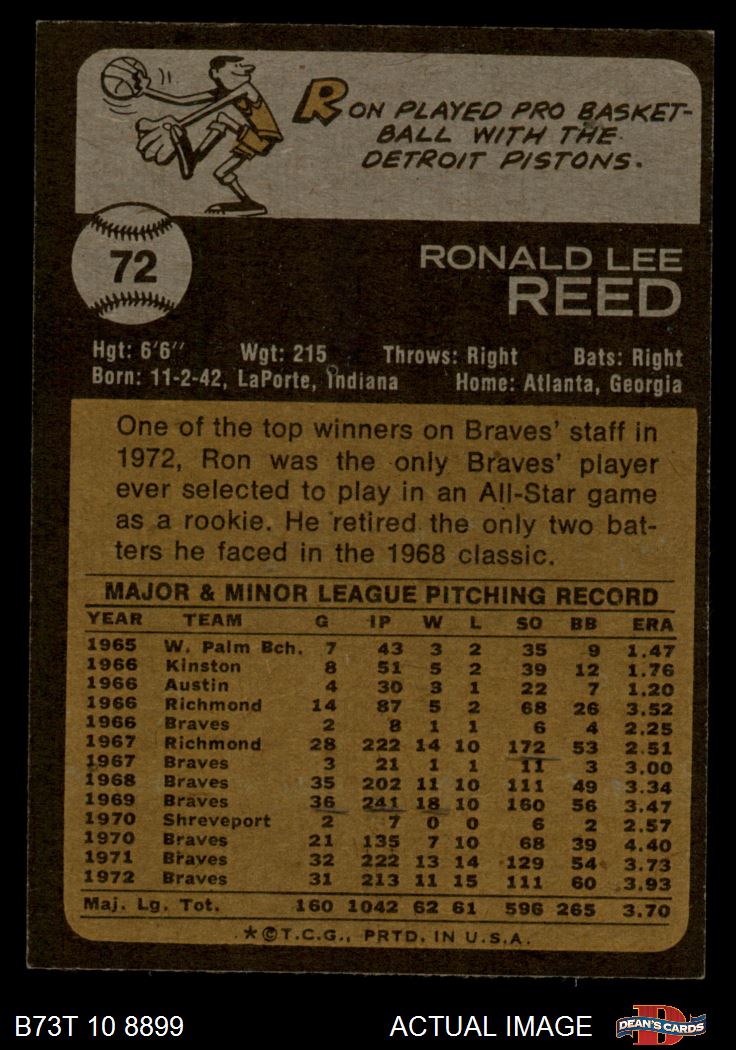 RON PLAYED PRO BASKET-
BALL WITH THE
DETROIT PISTONS.
72
RONALD LEE
REED
Hgt: 6'6" Wgt: 215 Throws: Right Bats: Right
Born: 11-2-42, LaPorte, Indiana Home: Atlanta, Georgia
One of the top winners on Braves' staff in
1972, Ron was the only Braves' player
ever selected to play in an All-Star game
as a rookie. He retired the only two bat-
ters he faced in the 1968 classic.
MAJOR & MINOR LEAGUE PITCHING RECORD
YEAR TEAM G IP W L SO BB ERA
1965 W. Palm Bch. 7 43 3 2 35 9 1.47
1966 Kinston 8 51 5 2 39 12 1.76
1966 Austin 4 30 3 1 22 7 1.20
1966 Richmond 14 87 5 2 68 26 3.52
1966 Braves 2 8 1 1 6 4 2.25
1967 Richmond 28 222 14 10 172 53 2.51
1967 Braves 3 21 1 1 11 3 3.00
1968 Braves 35 202 11 10 111 49 3.34
1969 Braves 36 241 18 10 160 56 3.47
1970 Shreveport 2 7 0 0 6 2 2.57
1970 Braves 21 135 7 10 68 39 4.40
1971 Braves 32 222 13 14 129 54 3.73
1972 Braves 31 213 11 15 111 60 3.93
Maj. Lg. Tot. 160 1042 62 61 596 265 3.70
*©T.C.G., PRTD. IN U.S.A.
B73T 10 8899 ACTUAL IMAGE D DEAN'S CARDS